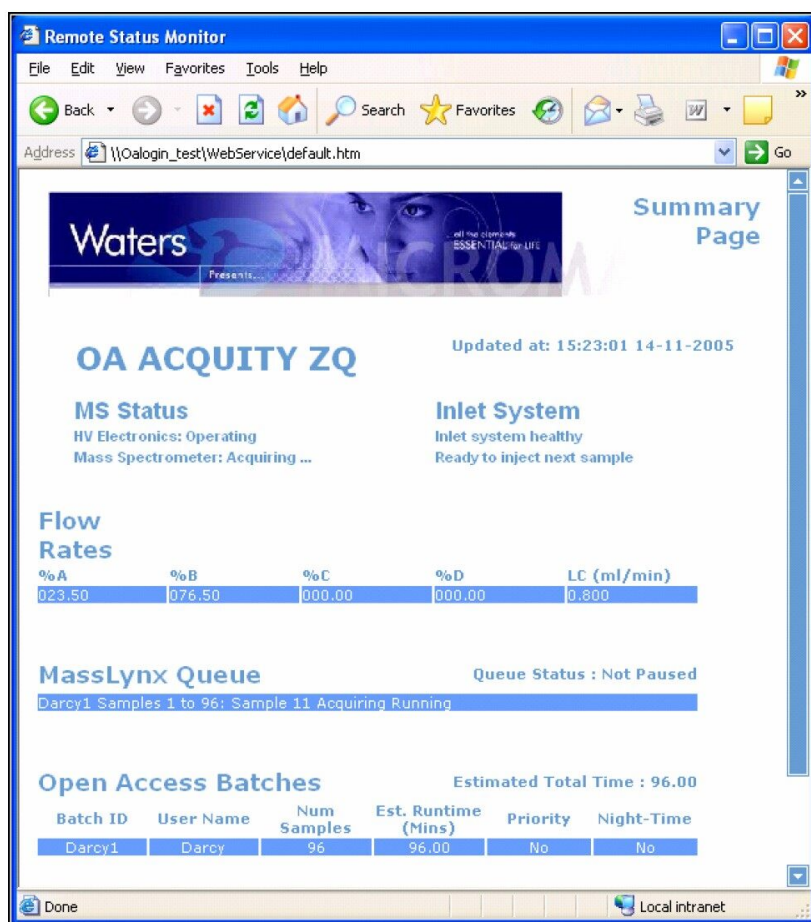 Remote Status Monitor
File Edit View Favorites Tools Help
Back Search Favorites
Address \\Oalogin_test\WebService\default.htm Go
Waters
Presents...
all the elements
ESSENTIAL for LIFE
Summary
Page
OA ACQUITY ZQ
Updated at: 15:23:01 14-11-2005
MS Status Inlet System
HV Electronics: Operating Inlet system healthy
Mass Spectrometer: Acquiring ... Ready to inject next sample
Flow
Rates
%A %B %C %D LC (ml/min)
023.50 076.50 000.00 000.00 0.800
MassLynx Queue Queue Status : Not Paused
Darcy1 Samples 1 to 96: Sample 11 Acquiring Running
Open Access Batches Estimated Total Time : 96.00
Batch ID User Name Num Samples Est. Runtime (Mins) Priority Night-Time
Darcy1 Darcy 96 96.00 No No
Done Local intranet